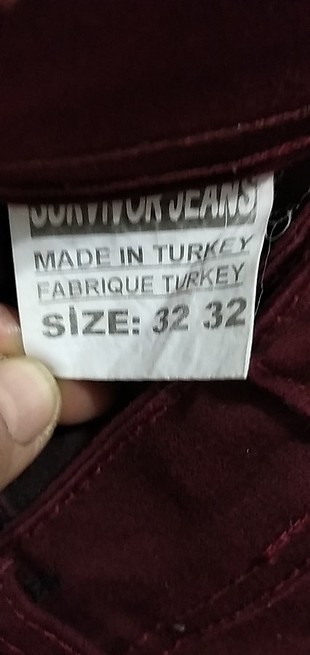 SURVIVOR JEANS
MADE IN TURKEY
FABRIQUE TURKEY
SİZE: 32 32